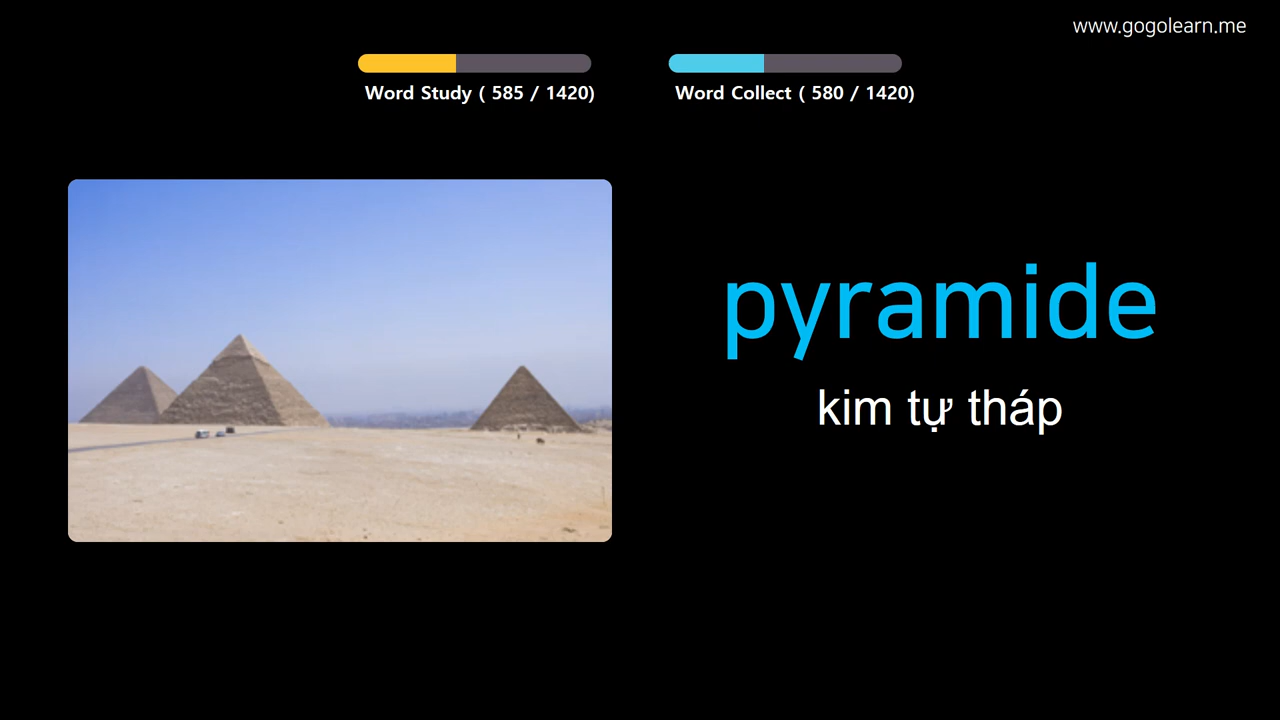 www.gogolearn.me
Word Study ( 585 / 1420)
Word Collect ( 580 / 1420)
pyramide
kim tự tháp